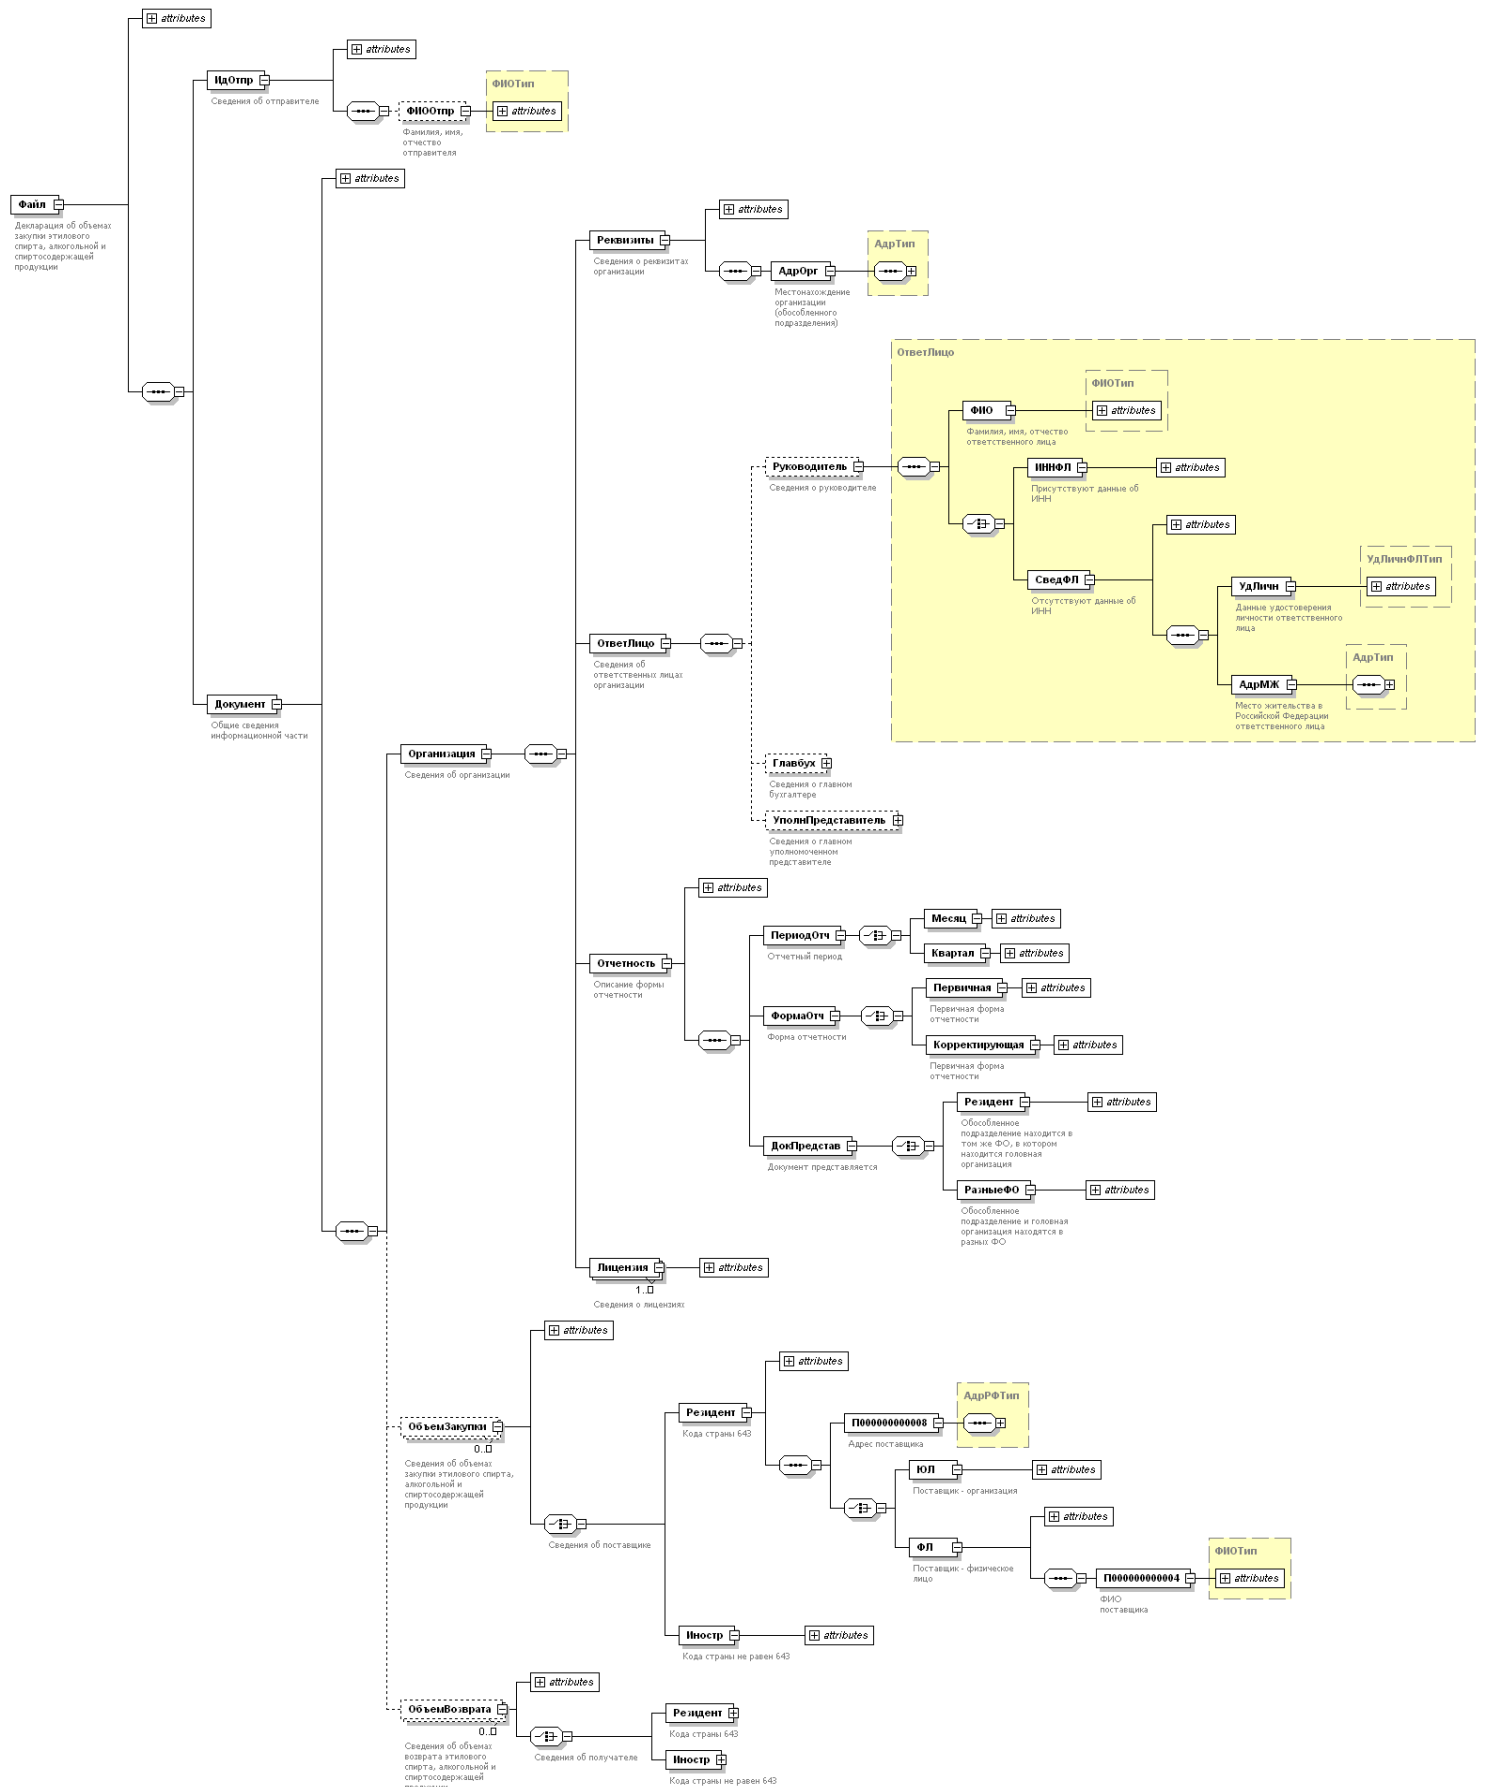 attributes
attributes
ИдОтпр
Сведения об отправителе
ФИОТип
ФИООтпр
attributes
Фамилия, имя,
отчество
отправителя
attributes
Файл
Декларация об объемах
закупки этилового
спирта, алкогольной и
спиртосодержащей
продукции
attributes
Реквизиты
Сведения о реквизитах
организации
АдрТип
АдрОрг
Местонахождение
организации
(обособленного
подразделения)
ОтветЛицо
ФИОТип
ФИО
attributes
Фамилия, имя, отчество
ответственного лица
Руководитель
Сведения о руководителе
ИННФЛ
attributes
Присутствуют данные об
ИНН
attributes
СведФЛ
Отсутствуют данные об
ИНН
УдЛичнФЛТип
УдЛичн
attributes
Данные удостоверения
личности ответственного
лица
АдрТип
АдрМЖ
Место жительства в
Российской Федерации
ответственного лица
ОтветЛицо
Сведения об
ответственных лицах
организации
Документ
Общие сведения
информационной части
Организация
Сведения об организации
Главбух
Сведения о главном
бухгалтере
УполнПредставитель
Сведения о главном
уполномоченном
представителе
attributes
Отчетность
Описание формы
отчетности
ПериодОтч
Отчетный период
Месяц
attributes
Квартал
attributes
ФормаОтч
Форма отчетности
Первичная
attributes
Первичная форма
отчетности
Корректирующая
attributes
Первичная форма
отчетности
ДокПредстав
Документ представляется
Резидент
attributes
Обособленное
подразделение находится в
том же ФО, в котором
находится головная
организация
РазныеФО
attributes
Обособленное
подразделение и головная
организация находятся в
разных ФО
Лицензия
attributes
1..
Сведения о лицензиях
attributes
ОбъемЗакупки
0..
Сведения об объемах
закупки этилового спирта,
алкогольной и
спиртосодержащей
продукции
Сведения об поставщике
attributes
Резидент
Кода страны 643
АдрРФТип
П000000000008
Адрес поставщика
ЮЛ
attributes
Поставщик - организация
attributes
ФЛ
Поставщик - физическое
лицо
ФИОТип
П000000000004
attributes
ФИО
поставщика
Иностр
attributes
Кода страны не равен 643
attributes
ОбъемВозврата
0..
Сведения об объемах
возврата этилового
спирта, алкогольной и
спиртосодержащей
Сведения об получателе
Резидент
Кода страны 643
Иностр
Кода страны не равен 643